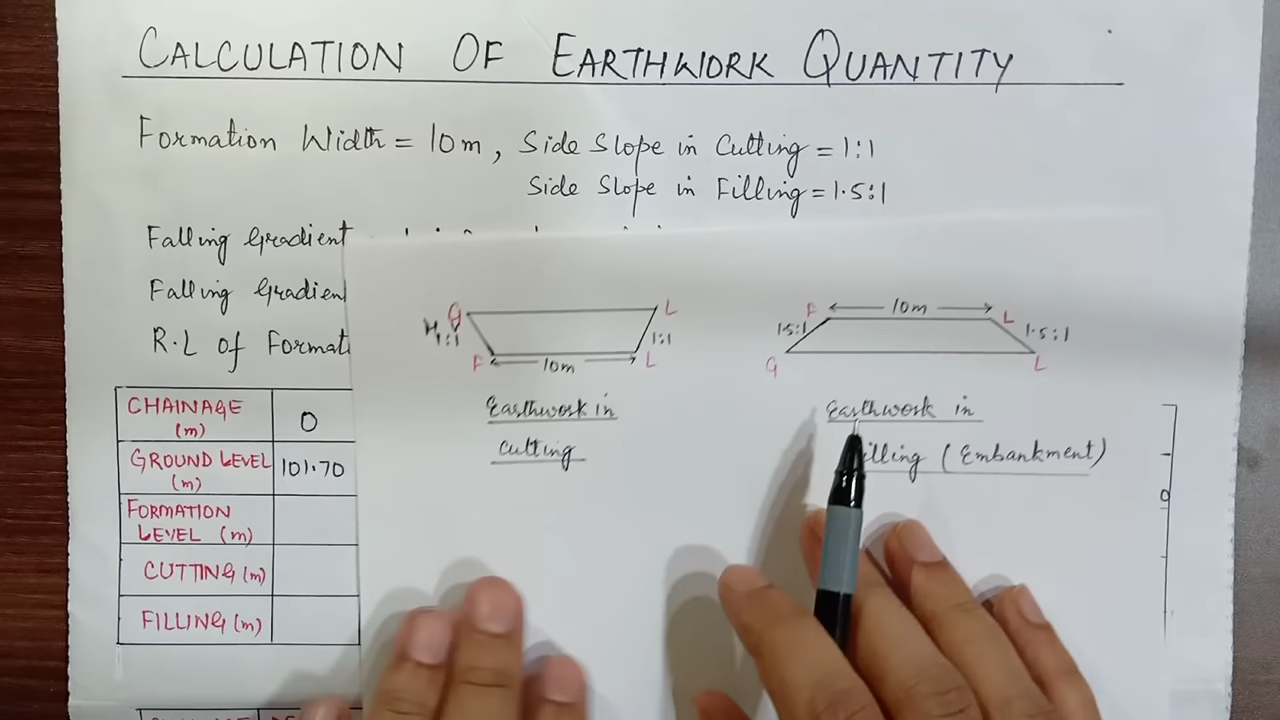 CALCULATION OF EARTHWORK QUANTITY
Formation Width = 10m, Side Slope in Cutting = 1:1
Side Slope in Filling = 1.5:1
Falling Gradient
Falling Gradien
R.L of Format
G L
1:1 1:1
F 10m L
Earthwork in
Cutting
F 10m L
1.5:1 1.5:1
G L
Earthwork in
illing (Embankment)
CHAINAGE (m) 0
GROUND LEVEL (m) 101.70
FORMATION LEVEL (m)
CUTTING (m)
FILLING (m)